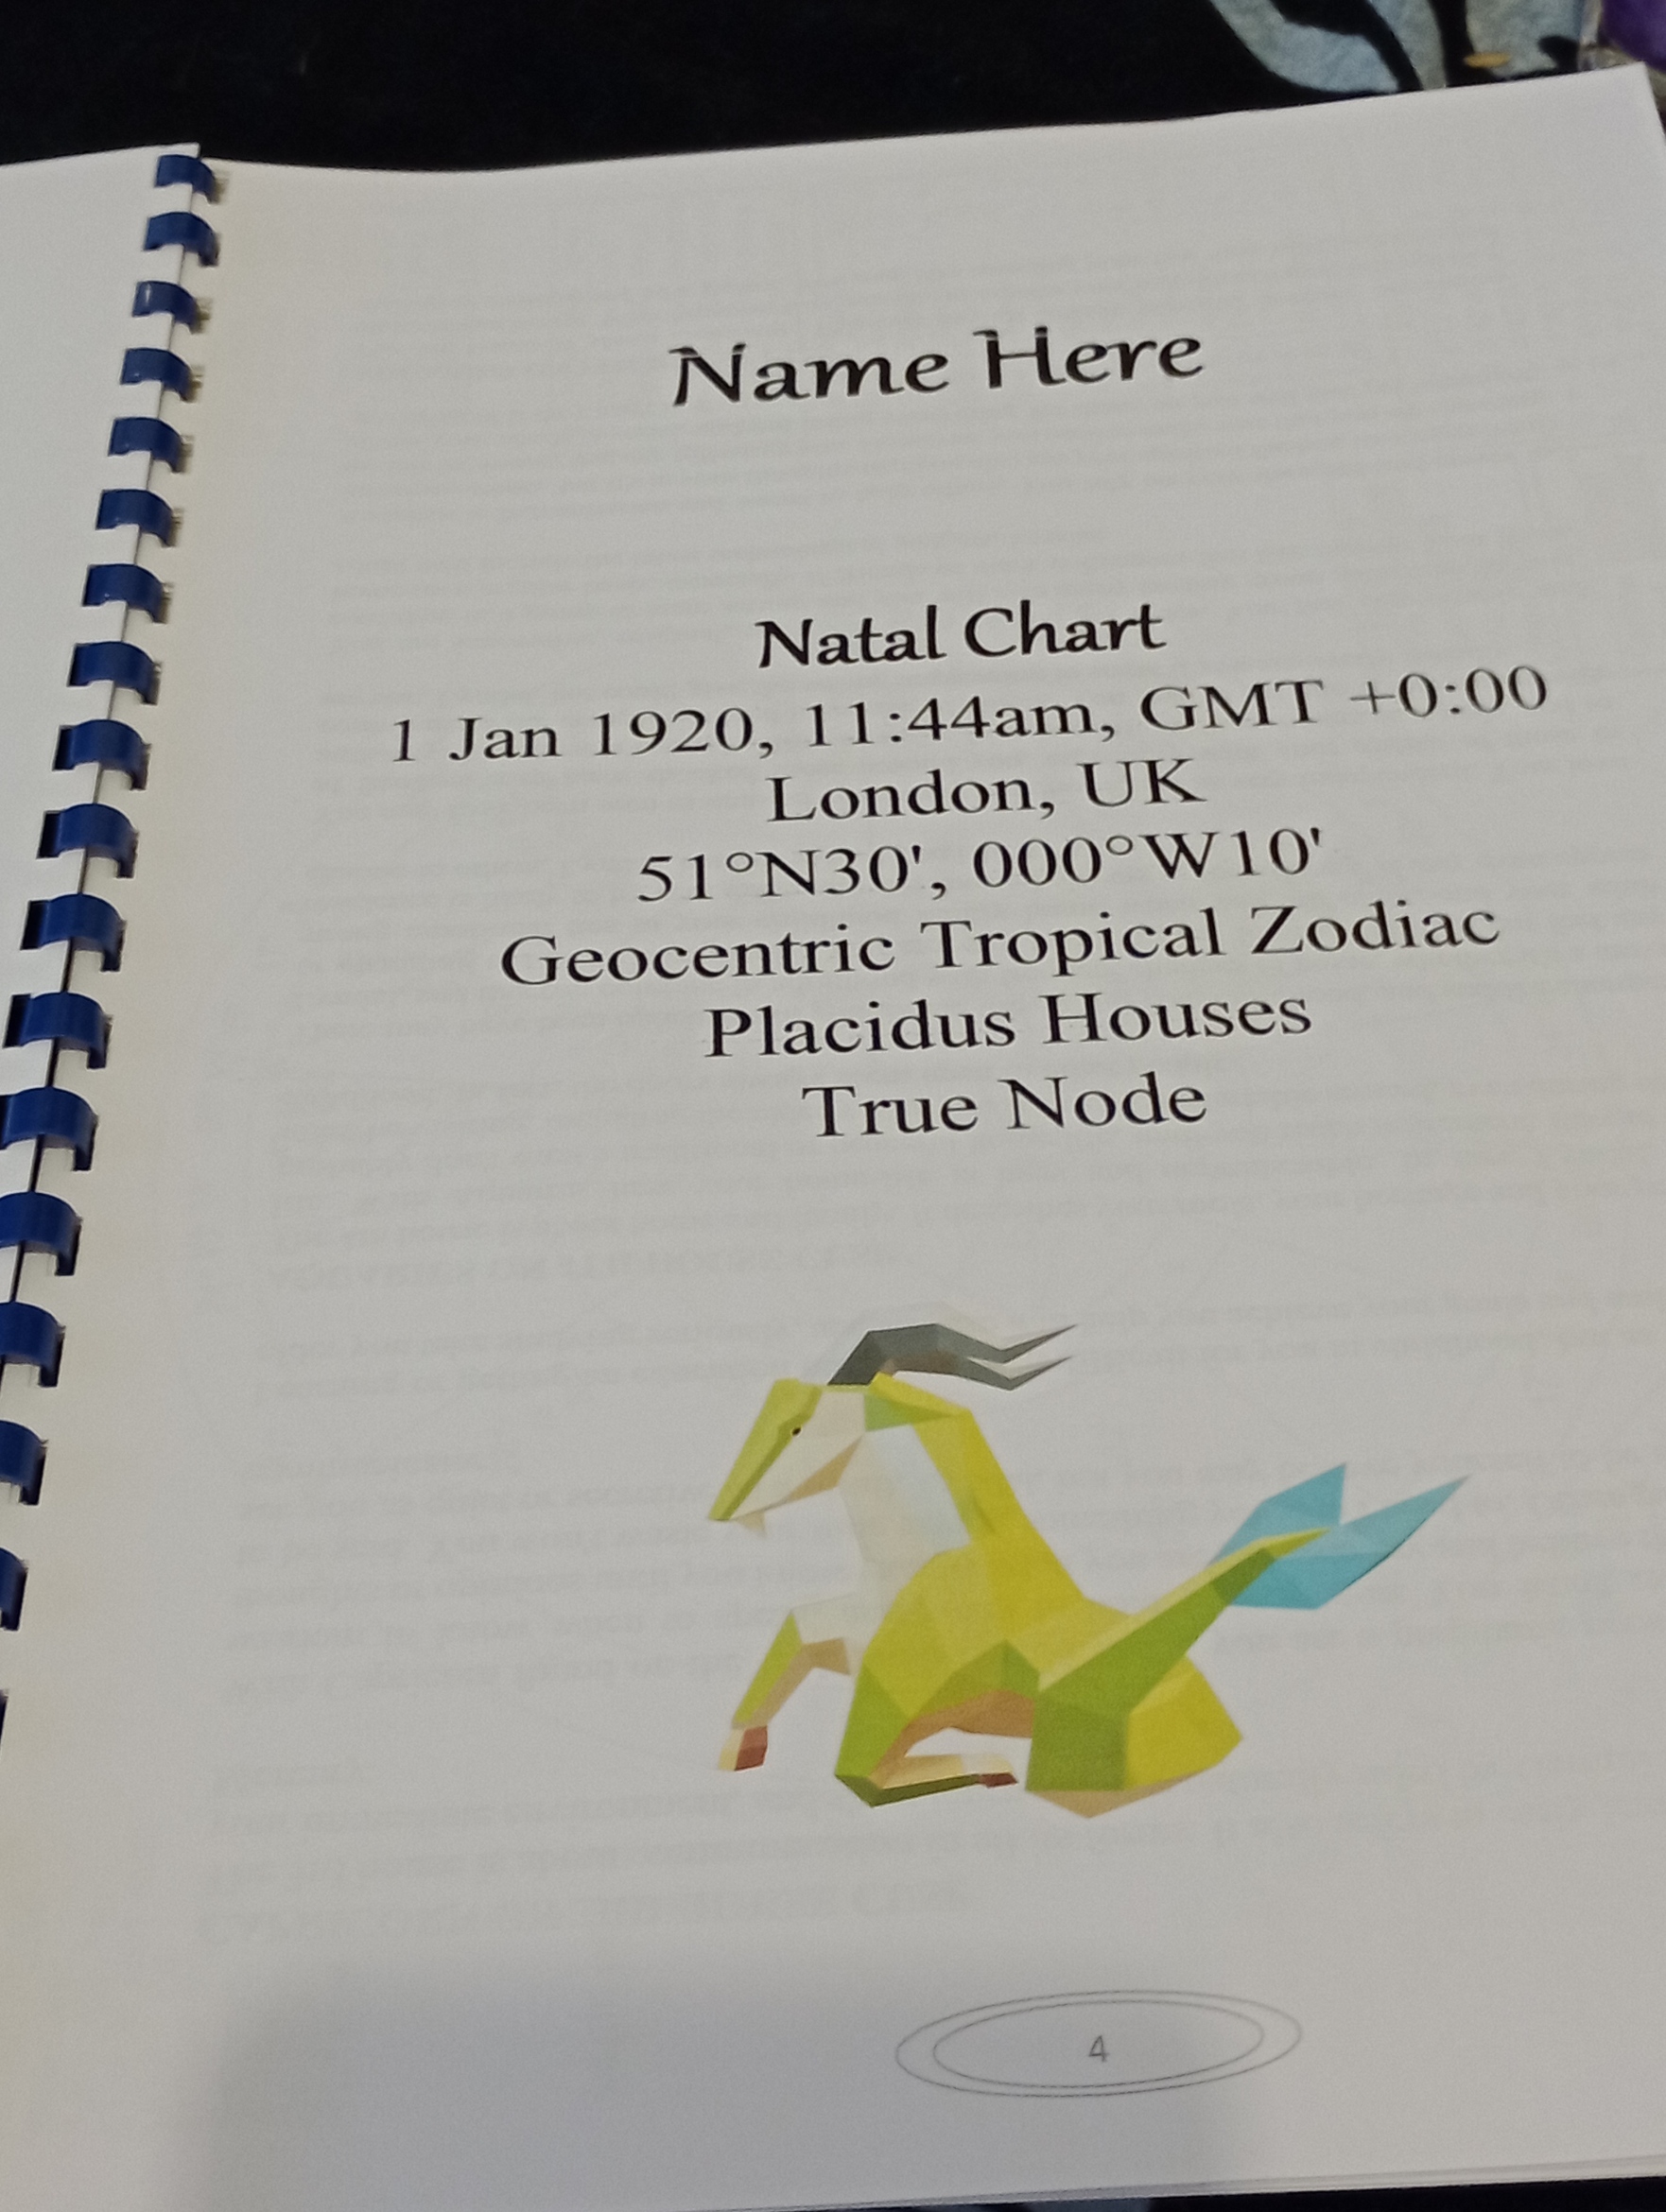 Name Here
Natal Chart
1 Jan 1920, 11:44am, GMT +0:00
London, UK
51°N30', 000°W10'
Geocentric Tropical Zodiac
Placidus Houses
True Node
4